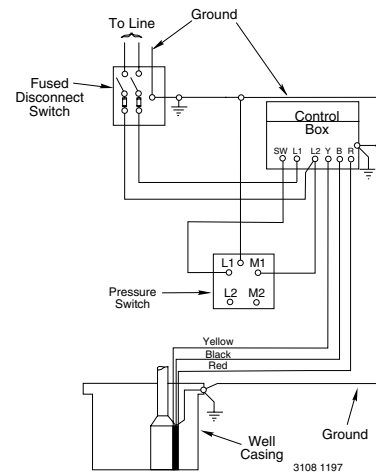 To Line
Ground
Fused
Disconnect
Switch
Control
Box
SW L1 L2 Y B R
L1 M1
Pressure
Switch
L2 M2
Yellow
Black
Red
Well
Casing
Ground
3108 1197